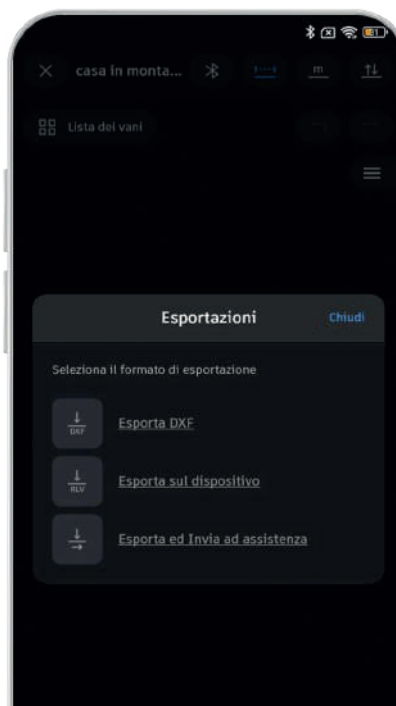 casa in monta...
m
Lista dei vani
Esportazioni
Chiudi
Seleziona il formato di esportazione
DXF
Esporta DXF
RLV
Esporta sul dispositivo
Esporta ed Invia ad assistenza